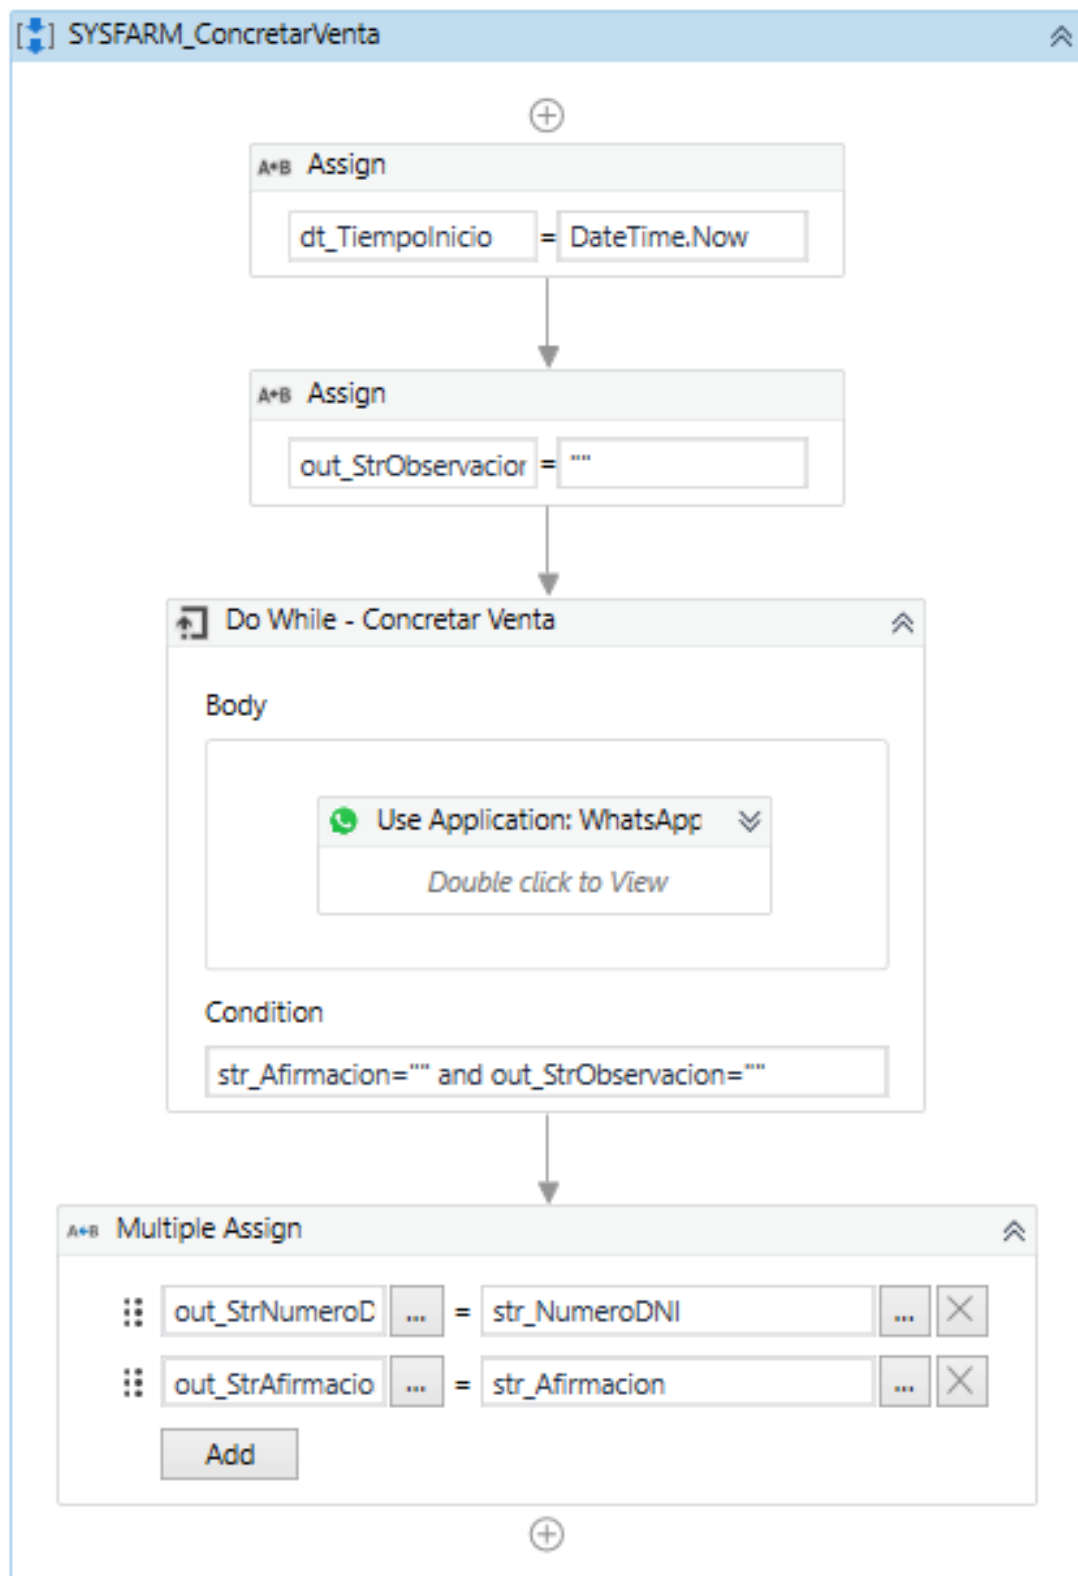 SYSFARM_ConcretarVenta
A←B Assign
dt_TiempoInicio = DateTime.Now
A←B Assign
out_StrObservacion = ""
Do While - Concretar Venta
Body
Use Application: WhatsApp
Double click to View
Condition
str_Afirmacion="" and out_StrObservacion=""
A←B Multiple Assign
out_StrNumeroD ... = str_NumeroDNI ...
out_StrAfirmacio ... = str_Afirmacion ...
Add